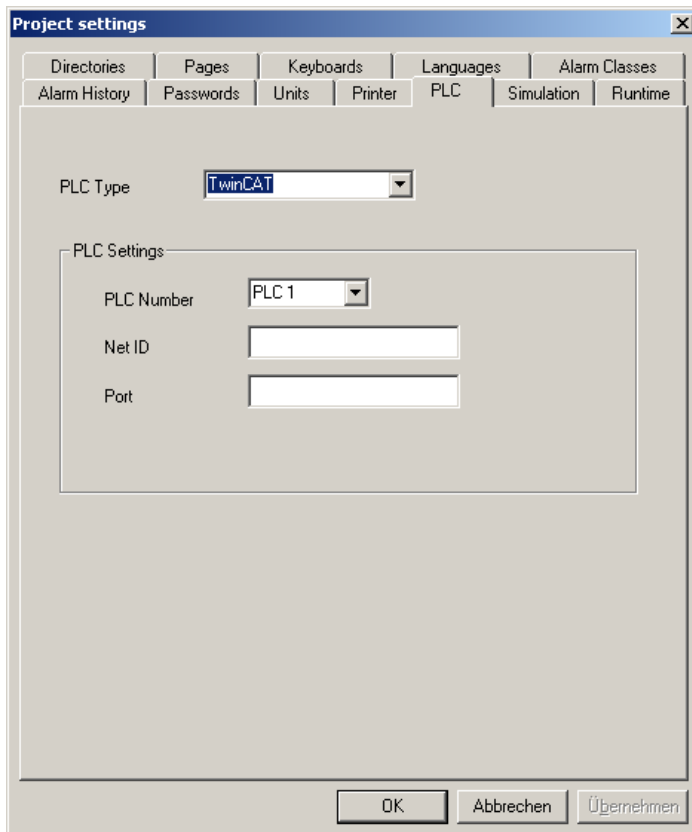 Project settings
Directories Pages Keyboards Languages Alarm Classes
Alarm History Passwords Units Printer PLC Simulation Runtime
PLC Type TwinCAT
PLC Settings
PLC Number PLC 1
Net ID
Port
OK Abbrechen Übernehmen